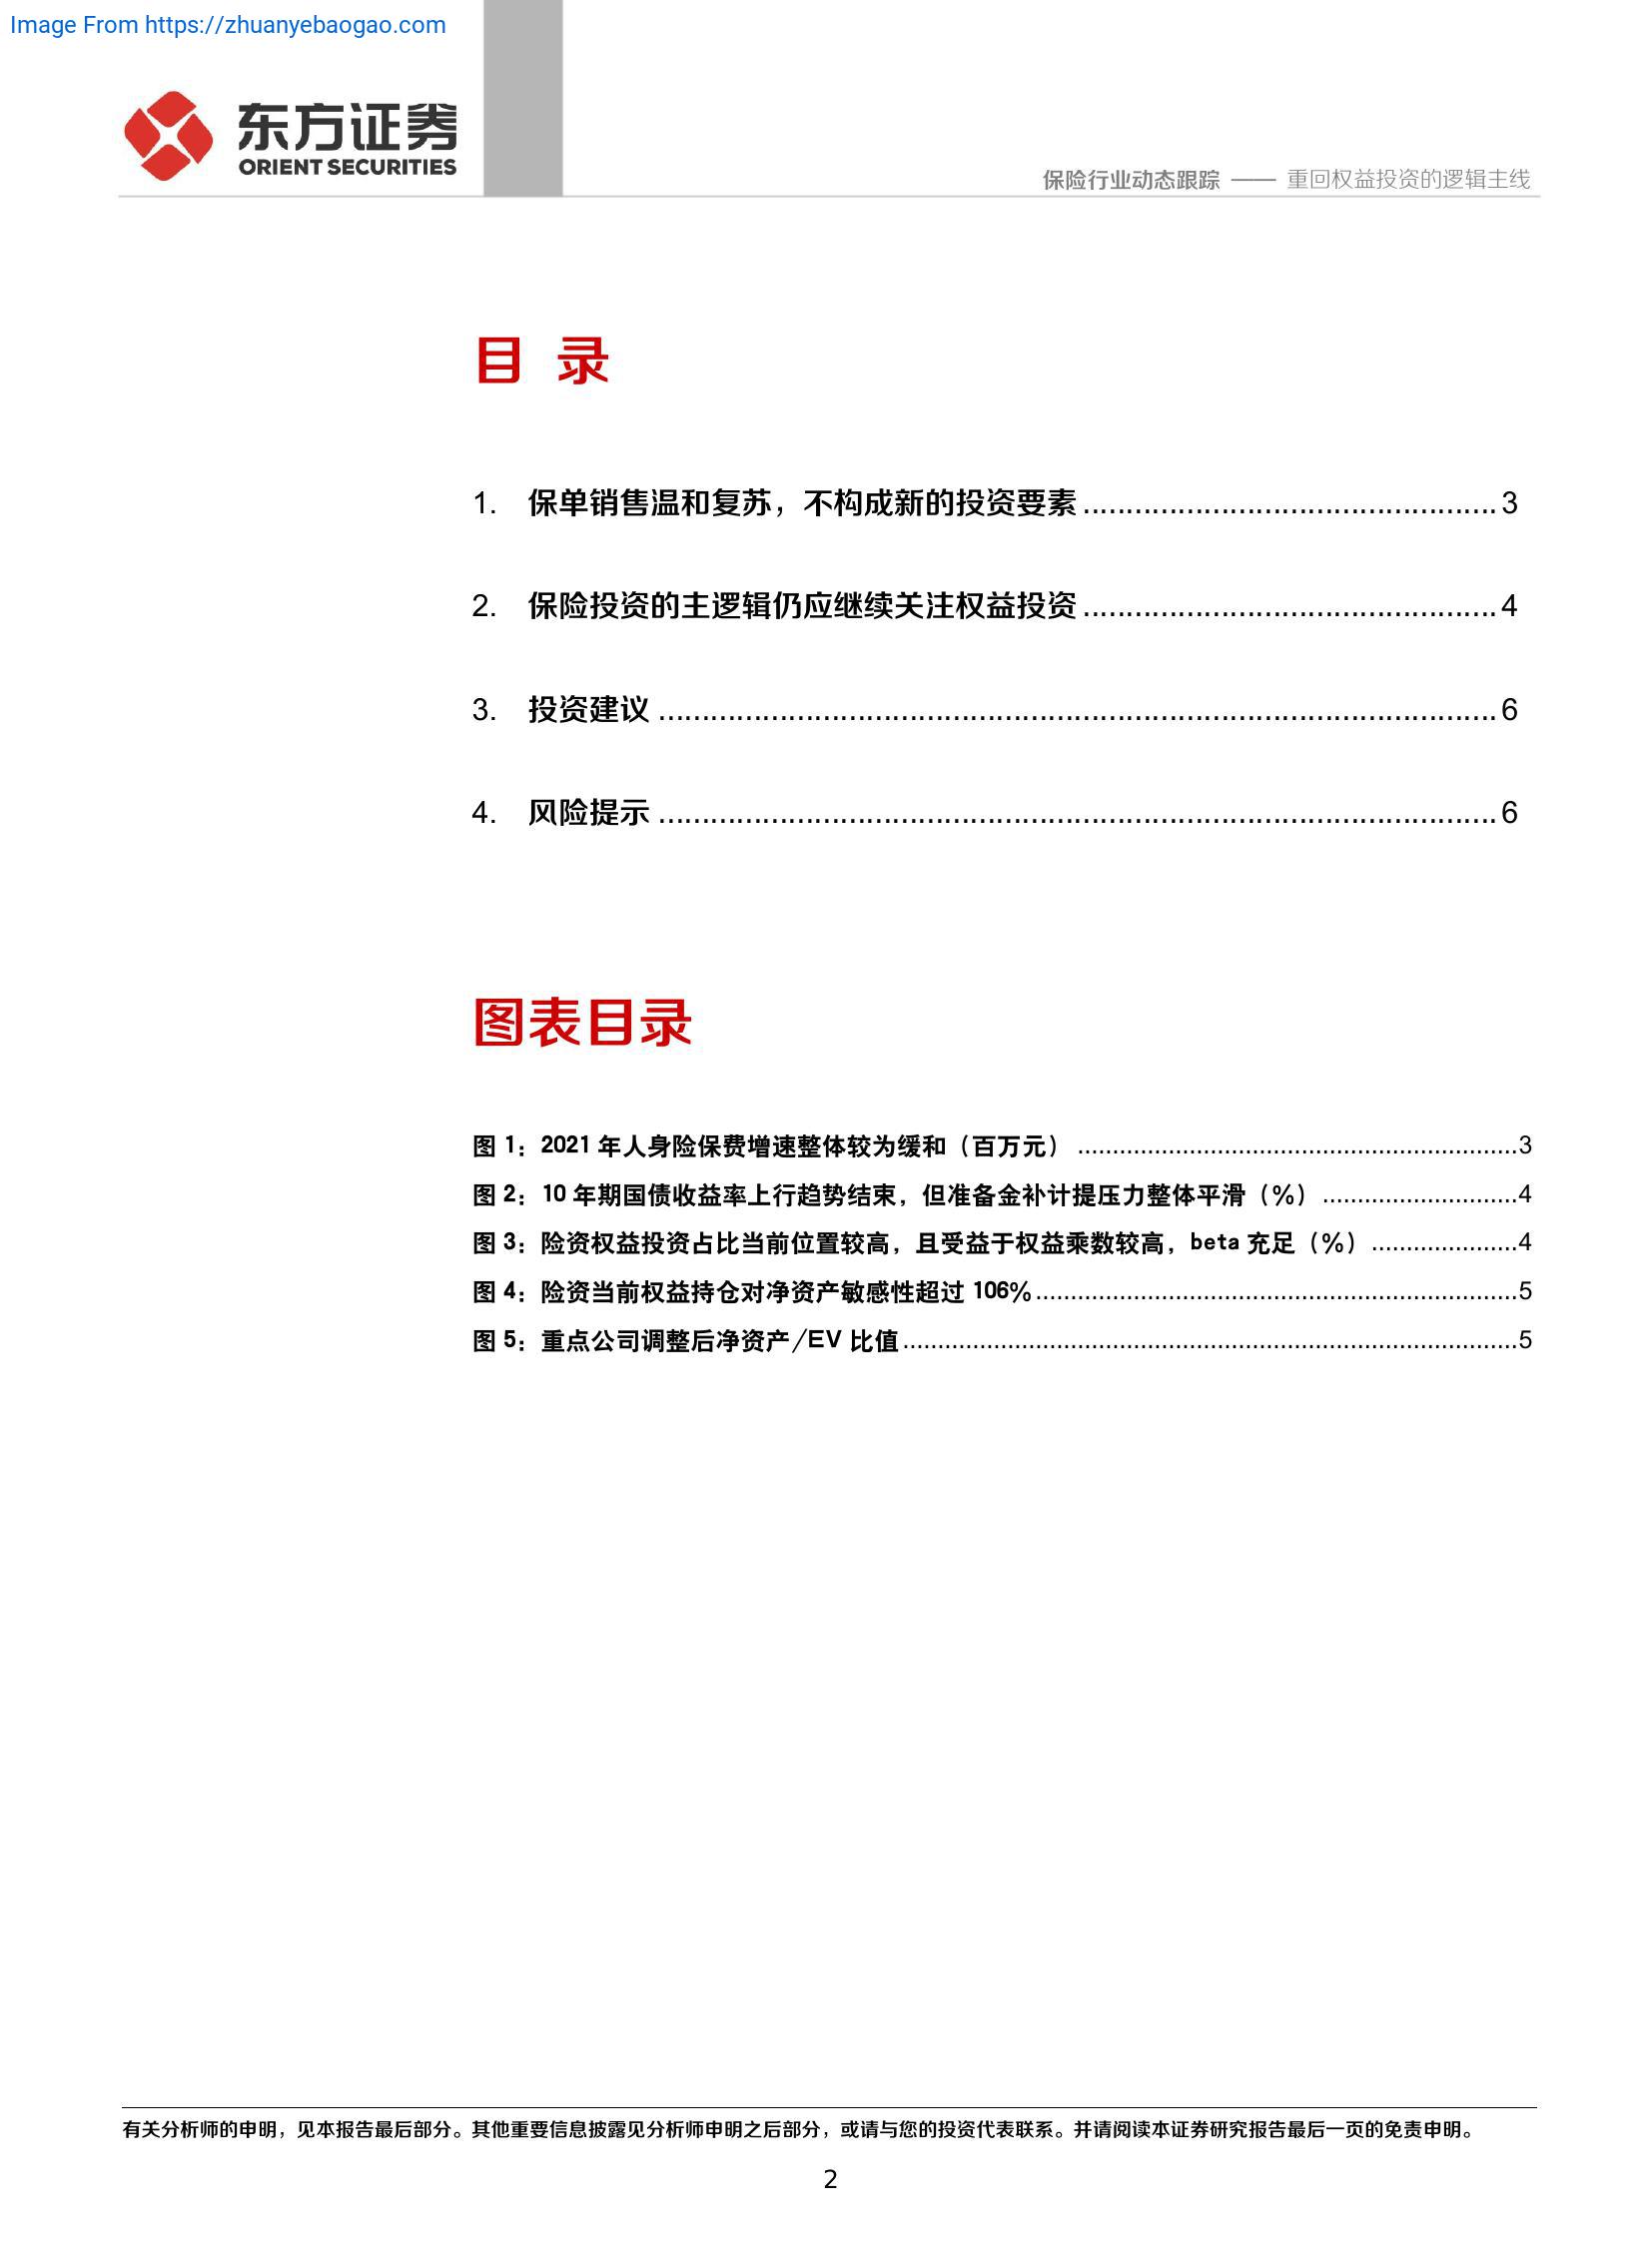 Image From https://zhuanyebaogao.com
东方证券
ORIENT SECURITIES
保险行业动态跟踪 —— 重回权益投资的逻辑主线
目 录
1. 保单销售温和复苏，不构成新的投资要素 ................................................ 3
2. 保险投资的主逻辑仍应继续关注权益投资 ................................................ 4
3. 投资建议 ................................................................................................ 6
4. 风险提示 ................................................................................................ 6
图表目录
图 1：2021 年人身险保费增速整体较为缓和（百万元） ...............................................................3
图 2：10 年期国债收益率上行趋势结束，但准备金补计提压力整体平滑（%） ............................4
图 3：险资权益投资占比当前位置较高，且受益于权益乘数较高，beta 充足（%） .....................4
图 4：险资当前权益持仓对净资产敏感性超过 106%.....................................................................5
图 5：重点公司调整后净资产/EV 比值........................................................................................5
有关分析师的申明，见本报告最后部分。其他重要信息披露见分析师申明之后部分，或请与您的投资代表联系。并请阅读本证券研究报告最后一页的免责申明。
2